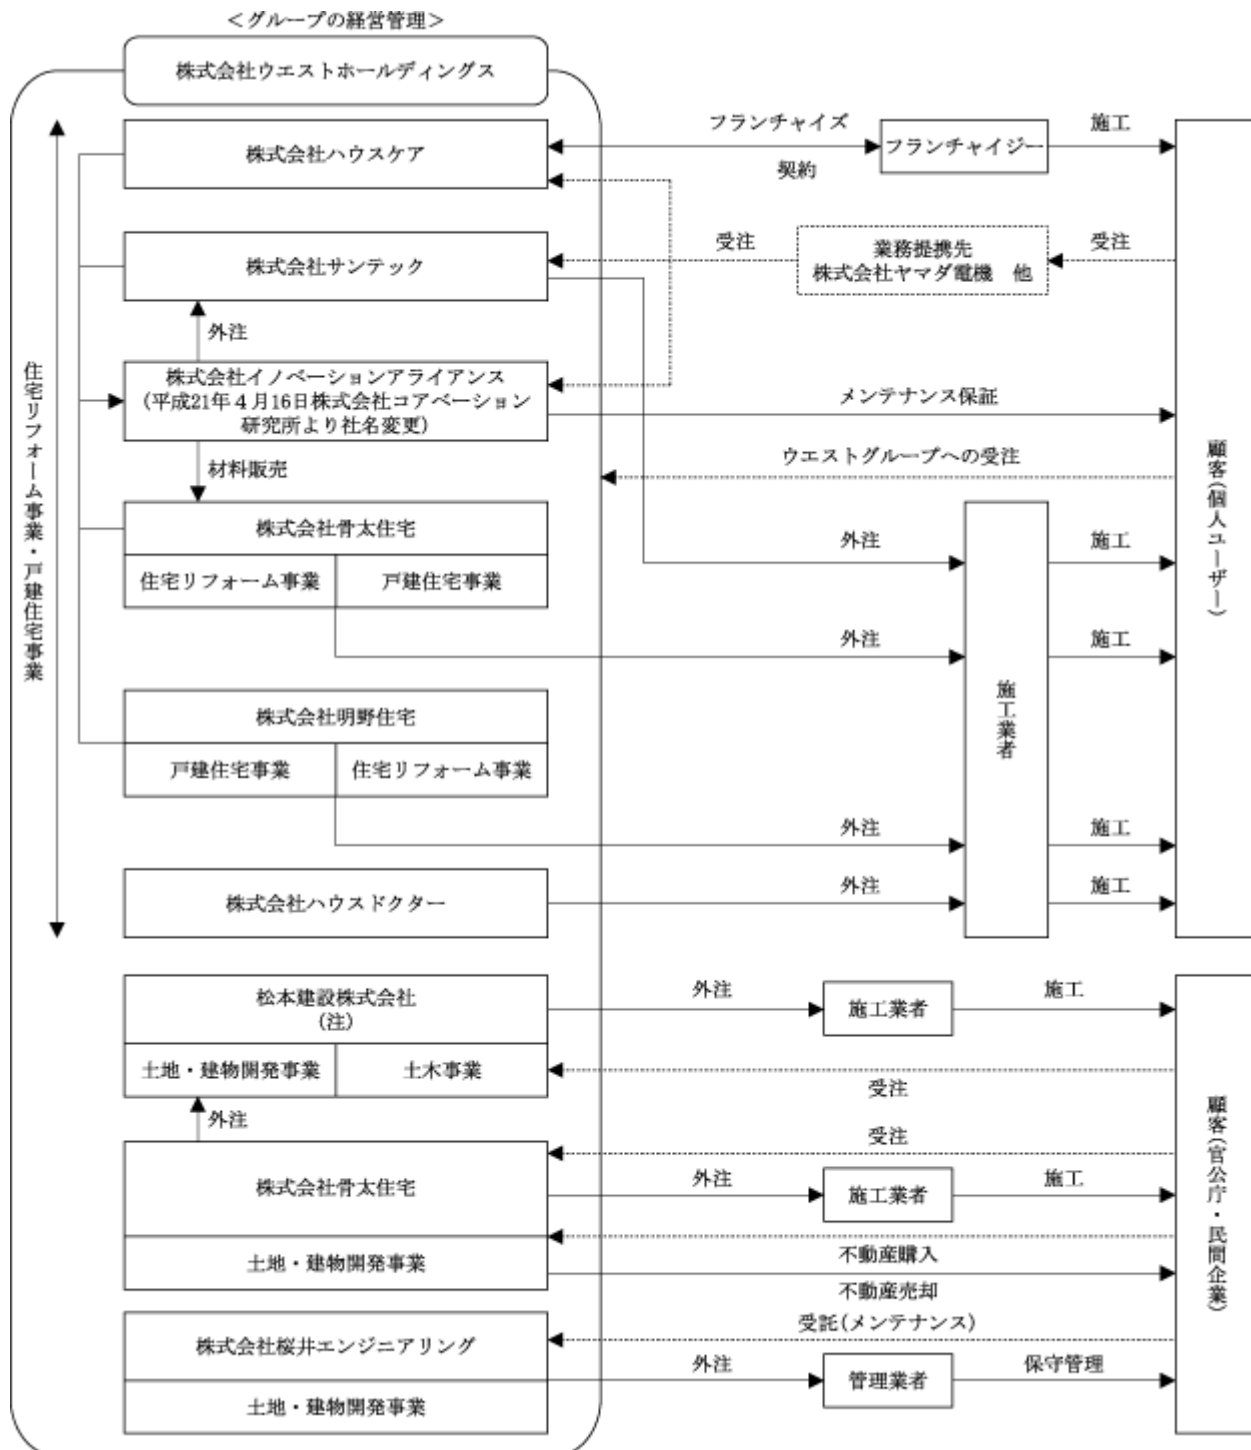 ＜グループの経営管理＞
株式会社ウエストホールディングス
株式会社ハウスケア
フランチャイズ
契約
フランチャイジー
施工
株式会社サンテック
受注
業務提携先
株式会社ヤマダ電機　他
受注
外注
株式会社イノベーションアライアンス
(平成21年４月16日株式会社コアベーション
研究所より社名変更)
メンテナンス保証
材料販売
ウエストグループへの受注
住宅リフォーム事業・戸建住宅事業
顧客(個人ユーザー)
株式会社骨太住宅
住宅リフォーム事業
戸建住宅事業
外注
施工
外注
施工
施工業者
株式会社明野住宅
戸建住宅事業
住宅リフォーム事業
外注
施工
株式会社ハウスドクター
外注
施工
松本建設株式会社
(注)
土地・建物開発事業
土木事業
外注
施工業者
施工
受注
外注
受注
株式会社骨太住宅
外注
施工業者
施工
土地・建物開発事業
不動産購入
不動産売却
顧客(官公庁・民間企業)
受託(メンテナンス)
株式会社桜井エンジニアリング
外注
管理業者
保守管理
土地・建物開発事業